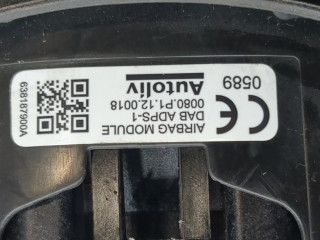 AIRBAG MODULE
DAB ADPS-1
0080.P1.12.0018
Autoliv
0589
CE
638187900A